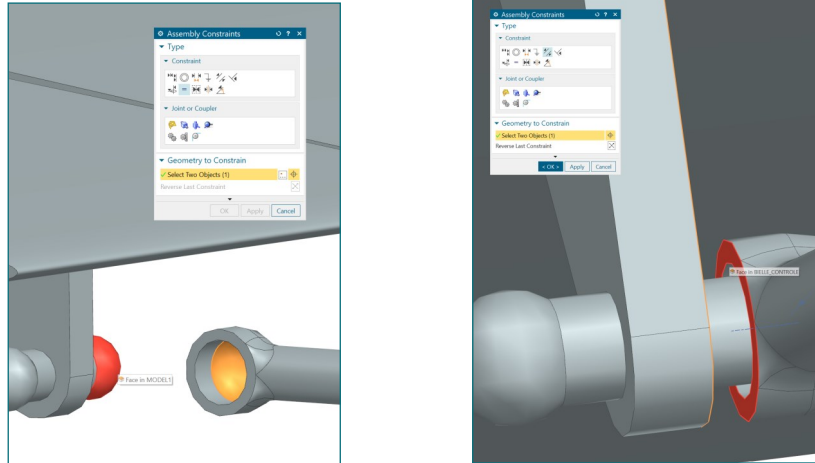 Assembly Constraints
Type
Constraint
Joint or Coupler
Geometry to Constrain
Select Two Objects (1)
Reverse Last Constraint
OK
Apply
Cancel
Face in MODEL1
Assembly Constraints
Type
Constraint
Joint or Coupler
Geometry to Constrain
Select Two Objects (1)
Reverse Last Constraint
< OK >
Apply
Cancel
Face in BIELLE_CONTROLE